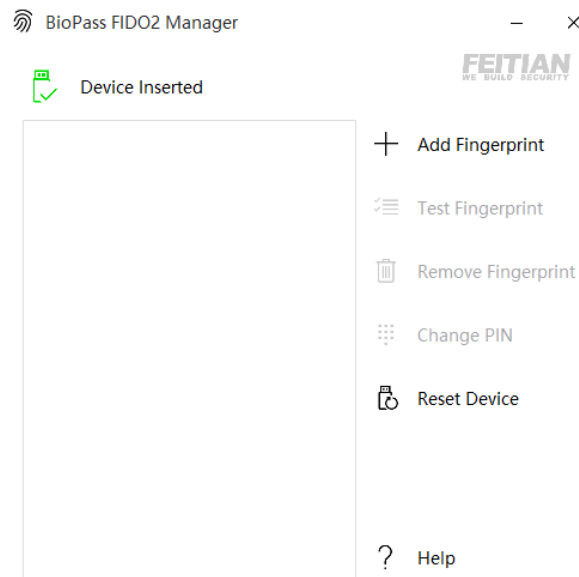 BioPass FIDO2 Manager
FEITIAN
WE BUILD SECURITY
Device Inserted
Add Fingerprint
Test Fingerprint
Remove Fingerprint
Change PIN
Reset Device
? Help